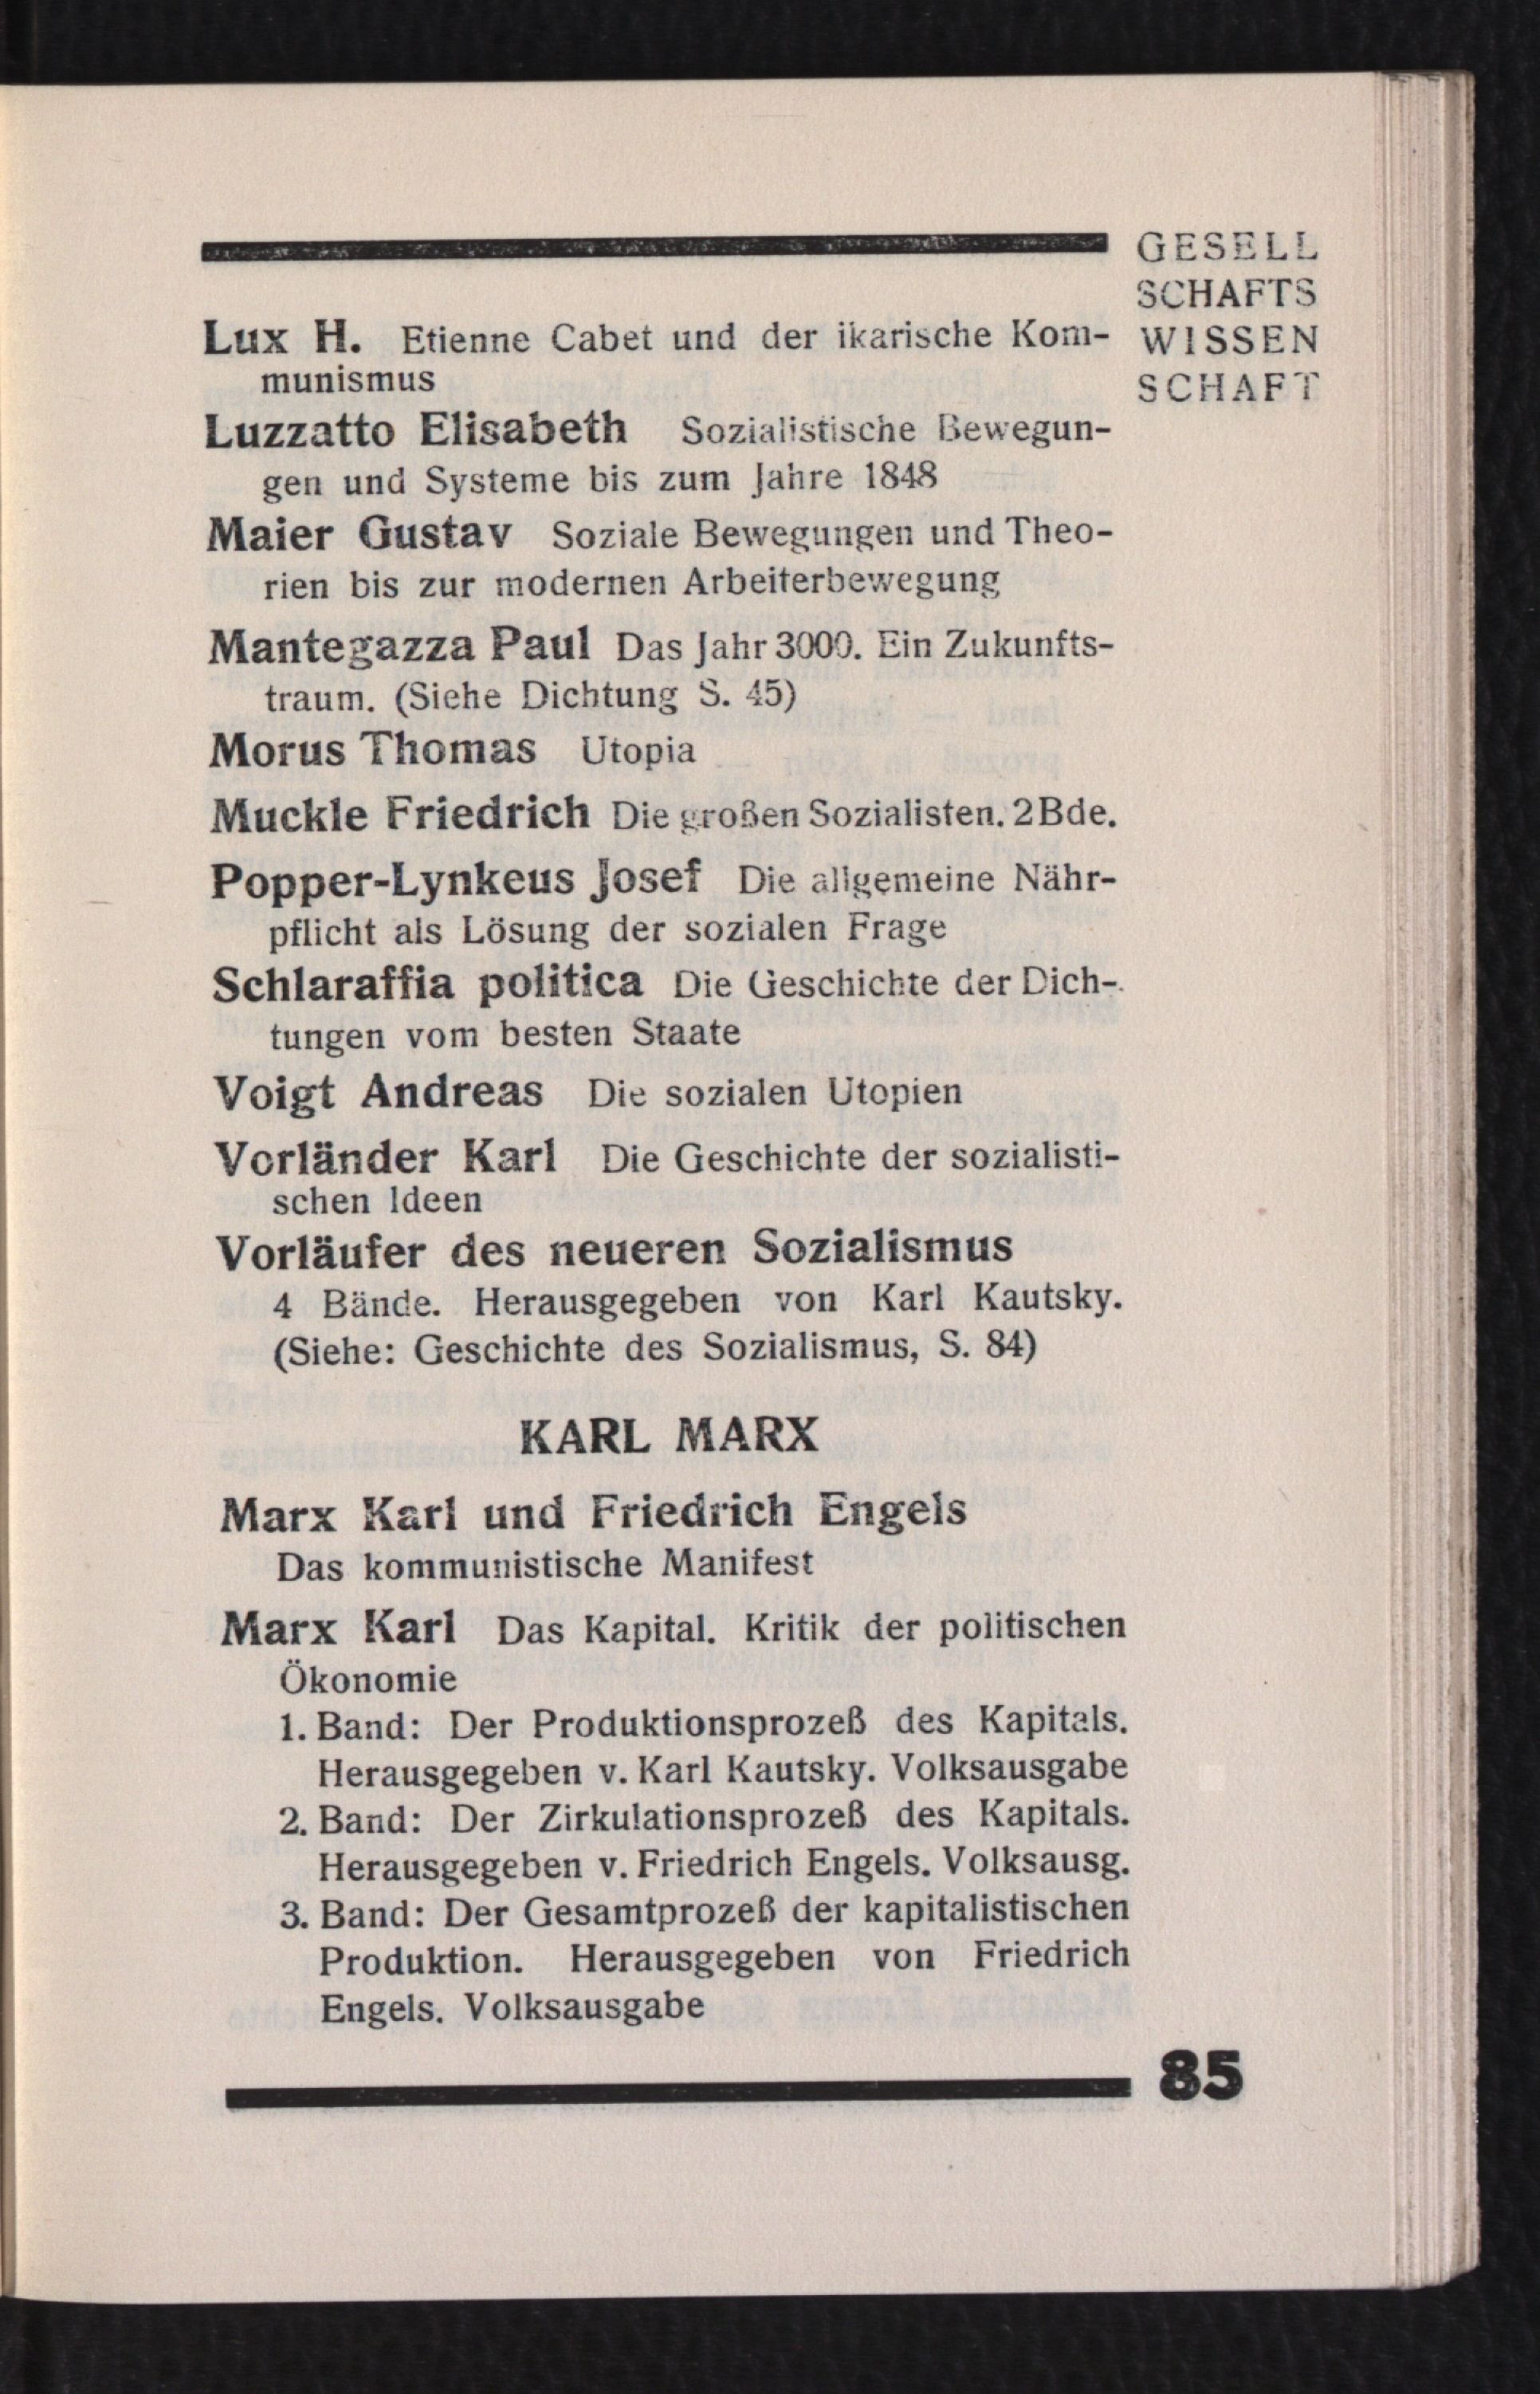 GESELL
SCHAFTS
WISSEN
SCHAFT
Lux H. Etienne Cabet und der ikarische Kom-
munismus
Luzzatto Elisabeth Sozialistische Bewegun-
gen und Systeme bis zum Jahre 1848
Maier Gustav Soziale Bewegungen und Theo-
rien bis zur modernen Arbeiterbewegung
Mantegazza Paul Das Jahr 3000. Ein Zukunfts-
traum. (Siehe Dichtung S. 45)
Morus Thomas Utopia
Muckle Friedrich Die großen Sozialisten. 2 Bde.
Popper-Lynkeus Josef Die allgemeine Nähr-
pflicht als Lösung der sozialen Frage
Schlaraffia politica Die Geschichte der Dich-
tungen vom besten Staate
Voigt Andreas Die sozialen Utopien
Vorländer Karl Die Geschichte der sozialisti-
schen Ideen
Vorläufer des neueren Sozialismus
4 Bände. Herausgegeben von Karl Kautsky.
(Siehe: Geschichte des Sozialismus, S. 84)
KARL MARX
Marx Karl und Friedrich Engels
Das kommunistische Manifest
Marx Karl Das Kapital. Kritik der politischen
Ökonomie
1. Band: Der Produktionsprozeß des Kapitals.
Herausgegeben v. Karl Kautsky. Volksausgabe
2. Band: Der Zirkulationsprozeß des Kapitals.
Herausgegeben v. Friedrich Engels. Volksausg.
3. Band: Der Gesamtprozeß der kapitalistischen
Produktion. Herausgegeben von Friedrich
Engels. Volksausgabe
85